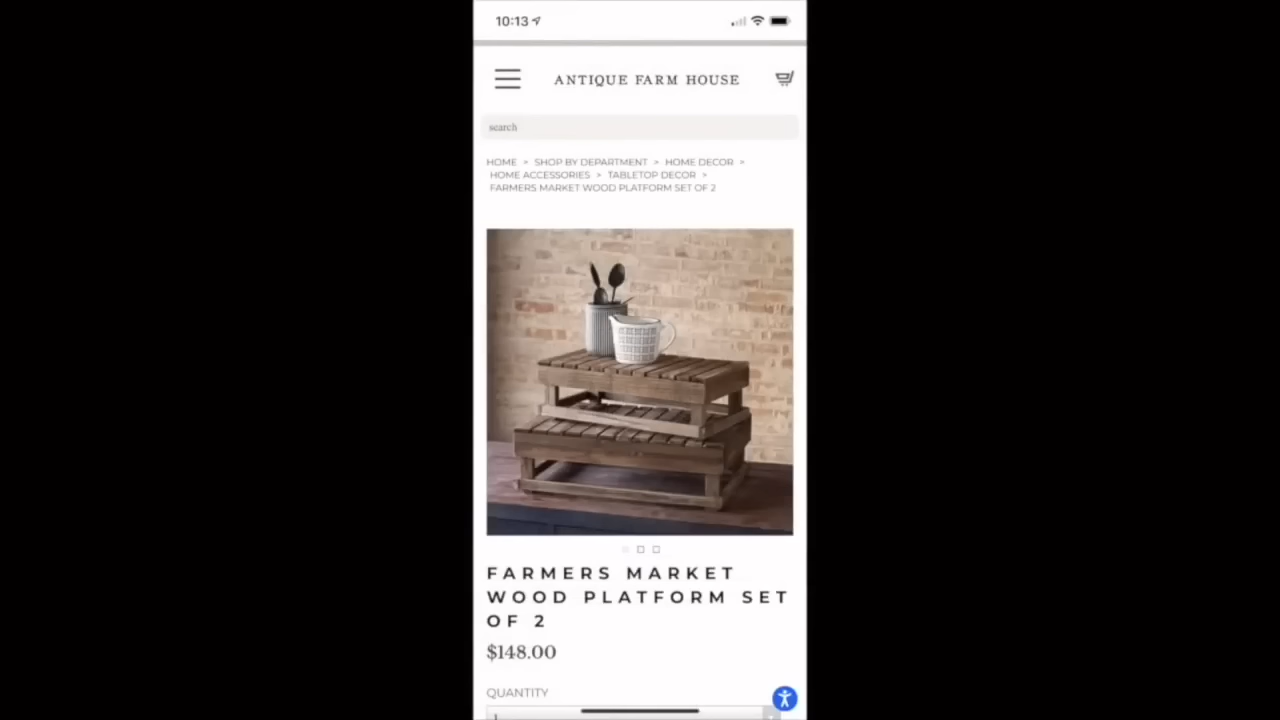 10:13
ANTIQUE FARM HOUSE
search
HOME > SHOP BY DEPARTMENT > HOME DECOR >
HOME ACCESSORIES > TABLETOP DECOR >
FARMERS MARKET WOOD PLATFORM SET OF 2
FARMERS MARKET
WOOD PLATFORM SET
OF 2
$148.00
QUANTITY